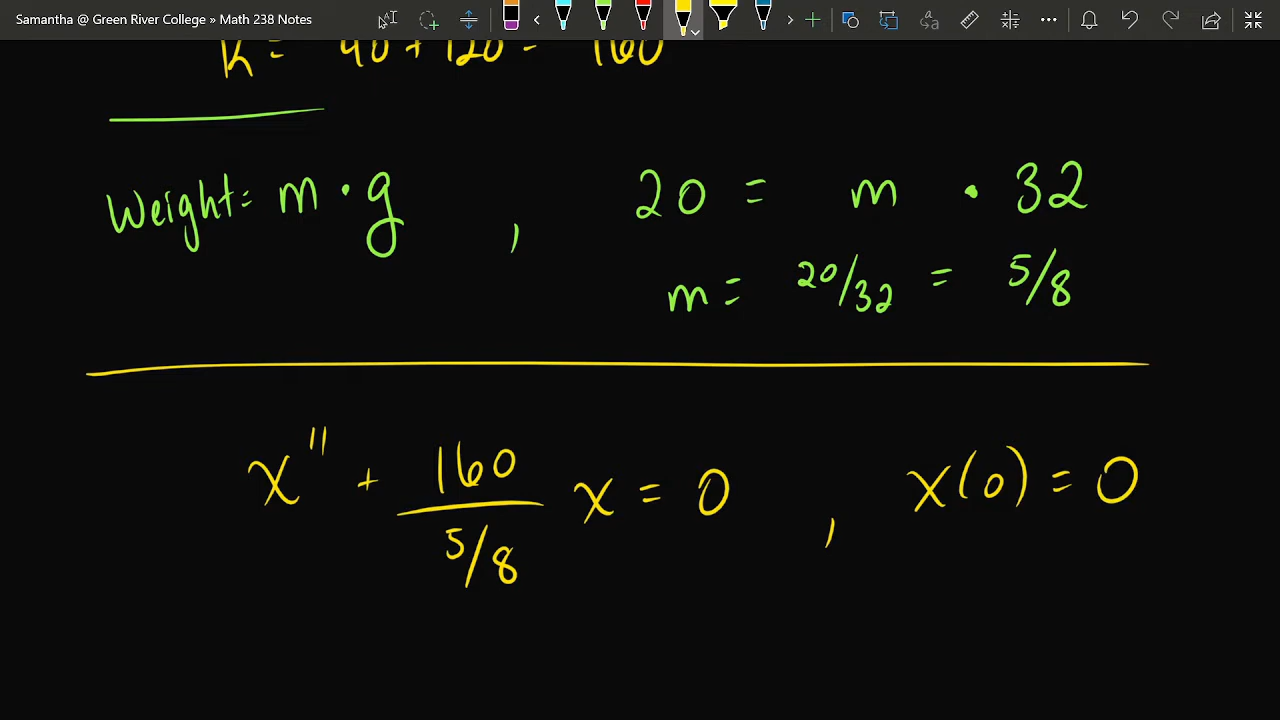 Samantha @ Green River College » Math 238 Notes
K = 40 + 120 = 160
Weight = m · g , 20 = m · 32
m = 20/32 = 5/8
x'' + 160/(5/8) x = 0 , x(0) = 0